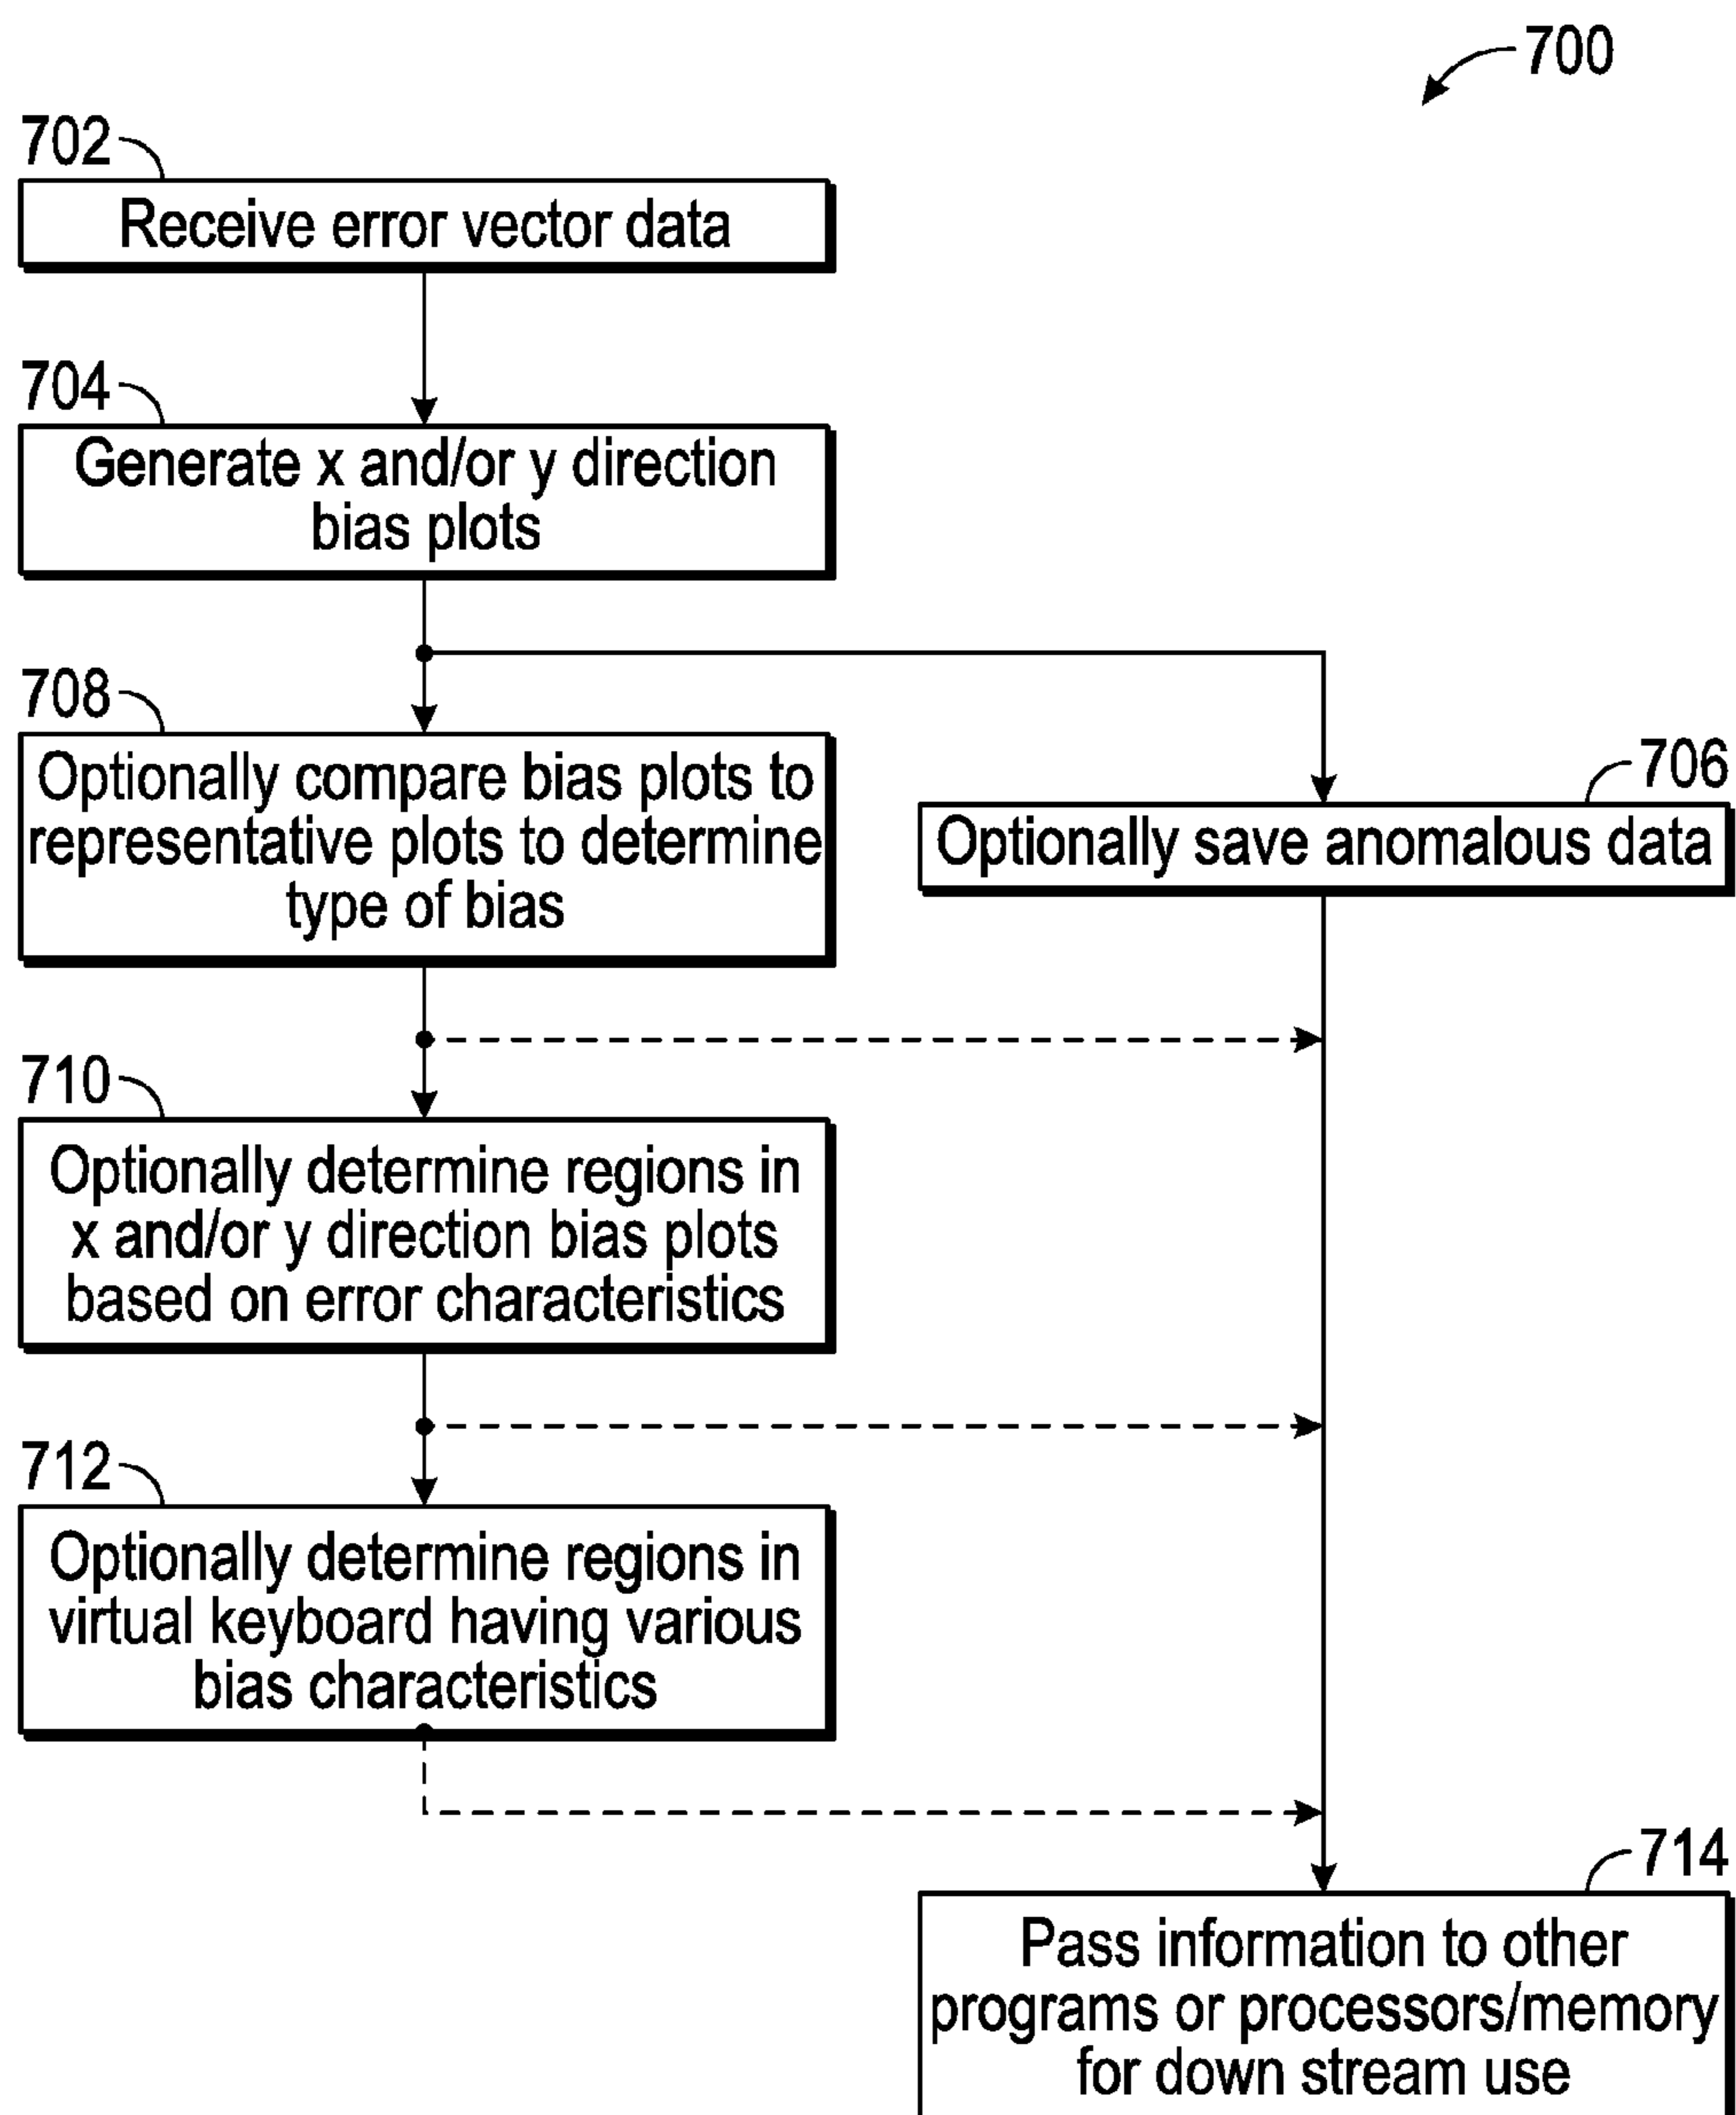 700
702
Receive error vector data
704
Generate x and/or y direction
bias plots
708
Optionally compare bias plots to
representative plots to determine
type of bias
706
Optionally save anomalous data
710
Optionally determine regions in
x and/or y direction bias plots
based on error characteristics
712
Optionally determine regions in
virtual keyboard having various
bias characteristics
714
Pass information to other
programs or processors/memory
for down stream use